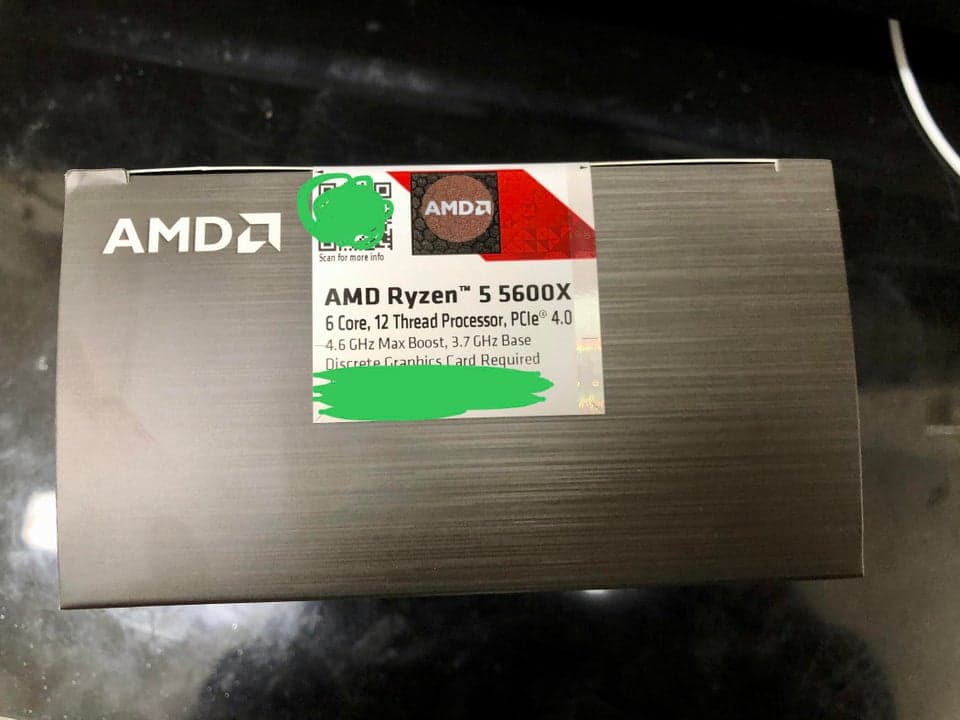 AMD
AMD
Scan for more info
AMD Ryzen™ 5 5600X
6 Core, 12 Thread Processor, PCIe® 4.0
4.6 GHz Max Boost, 3.7 GHz Base
Discrete Graphics Card Required